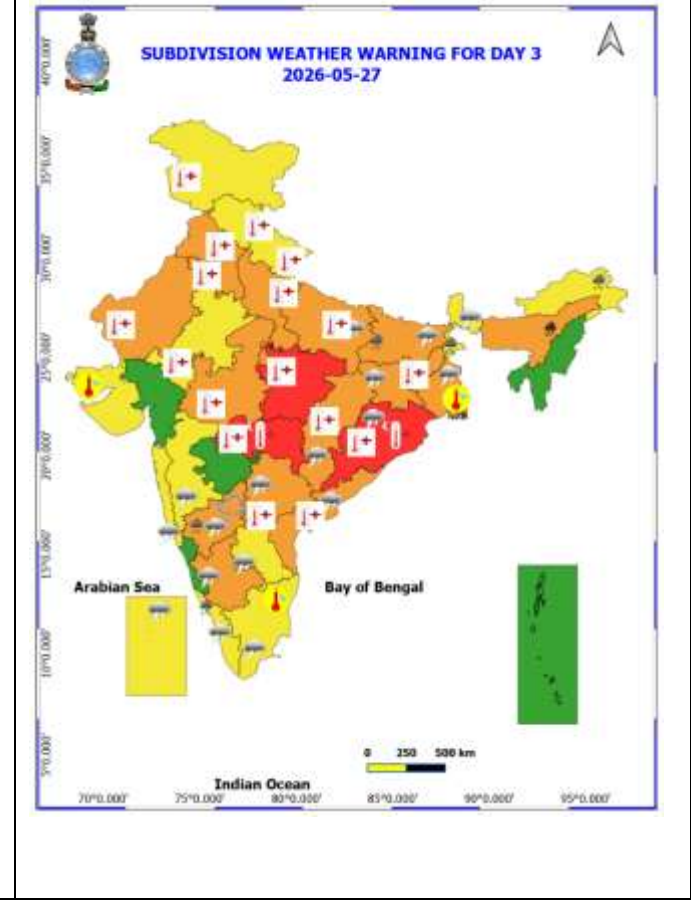 SUBDIVISION WEATHER WARNING FOR DAY 3
2026-05-27
40°0.000'
35°0.000'
30°0.000'
25°0.000'
20°0.000'
15°0.000'
10°0.000'
5°0.000'
Arabian Sea
Bay of Bengal
0 250 500 km
Indian Ocean
70°0.000' 75°0.000' 80°0.000' 85°0.000' 90°0.000' 95°0.000'